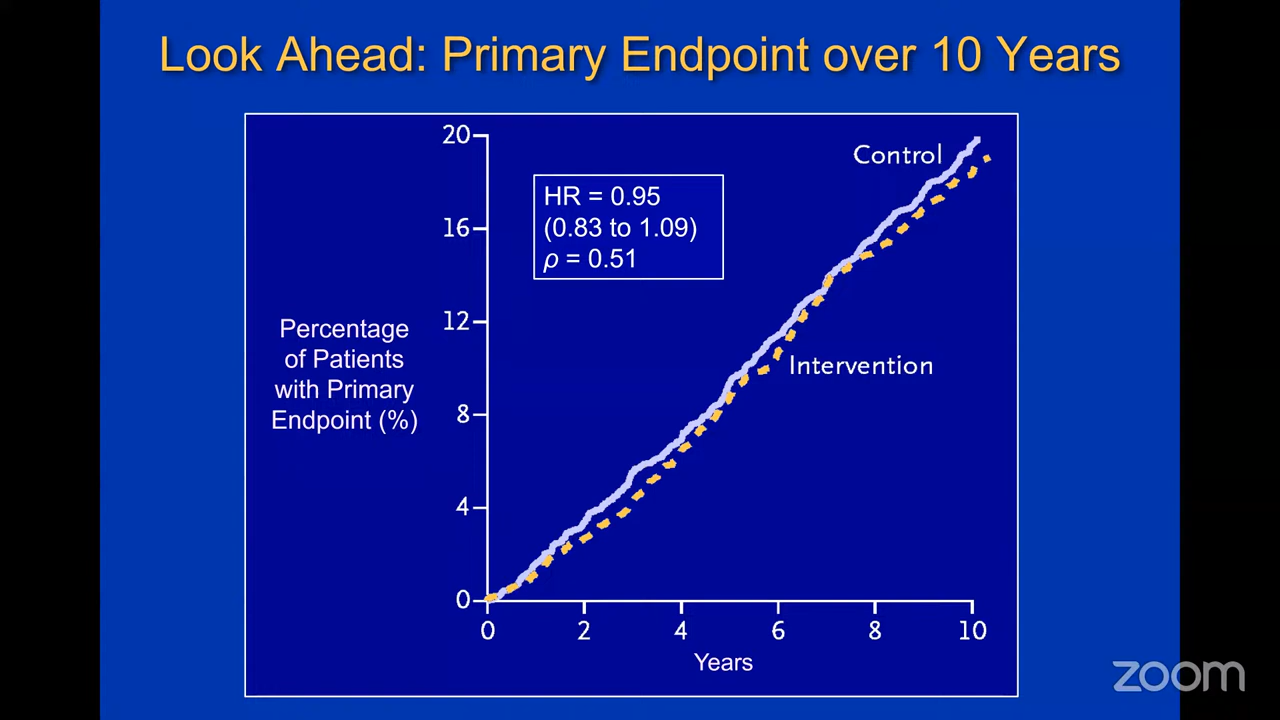 Look Ahead: Primary Endpoint over 10 Years
20
Control
HR = 0.95
(0.83 to 1.09)
ρ = 0.51
16
12
Percentage
of Patients
with Primary
Endpoint (%)
Intervention
8
4
0
0 2 4 6 8 10
Years
zoom